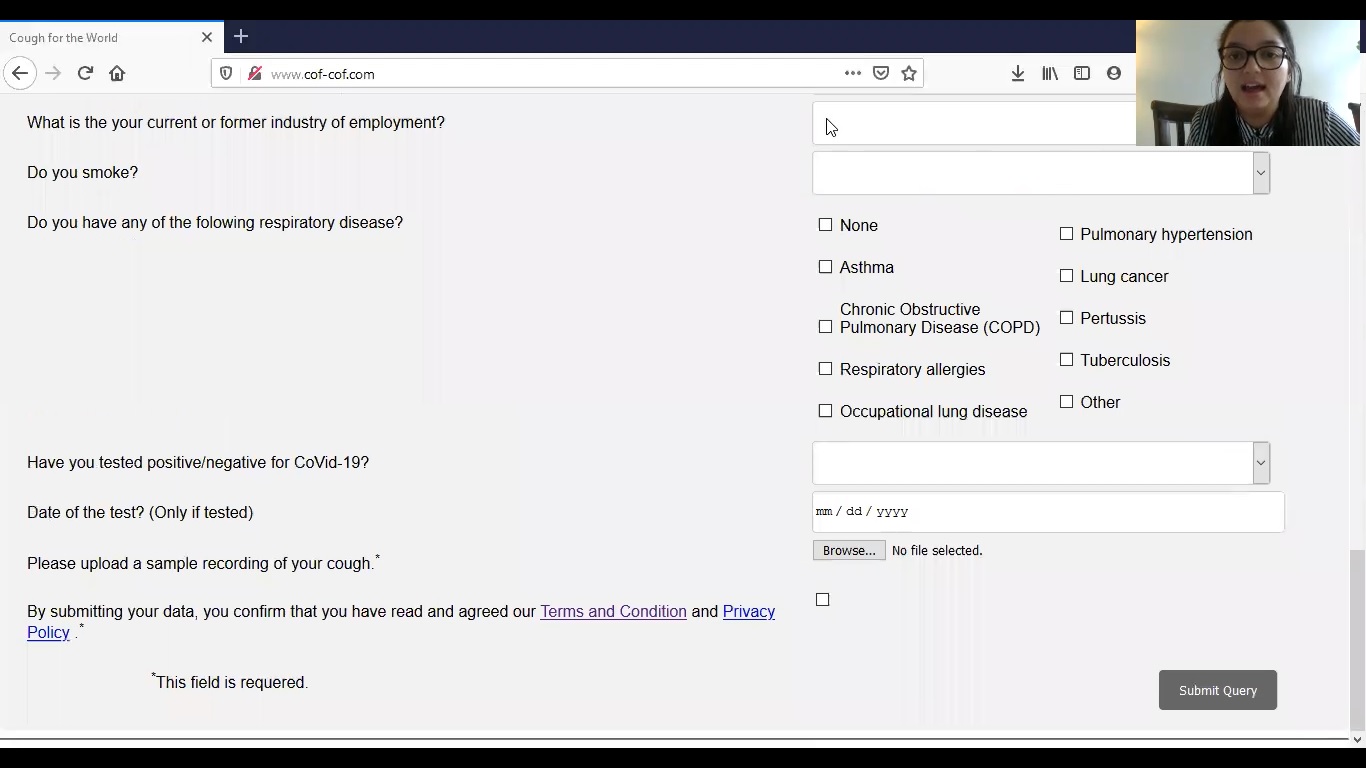 Cough for the World
www.cof-cof.com
What is the your current or former industry of employment?
Do you smoke?
Do you have any of the folowing respiratory disease?
None
Asthma
Chronic Obstructive
Pulmonary Disease (COPD)
Respiratory allergies
Occupational lung disease
Pulmonary hypertension
Lung cancer
Pertussis
Tuberculosis
Other
Have you tested positive/negative for CoVid-19?
Date of the test? (Only if tested)
mm / dd / yyyy
Please upload a sample recording of your cough.*
Browse... No file selected.
By submitting your data, you confirm that you have read and agreed our Terms and Condition and Privacy
Policy .*
*This field is requered.
Submit Query